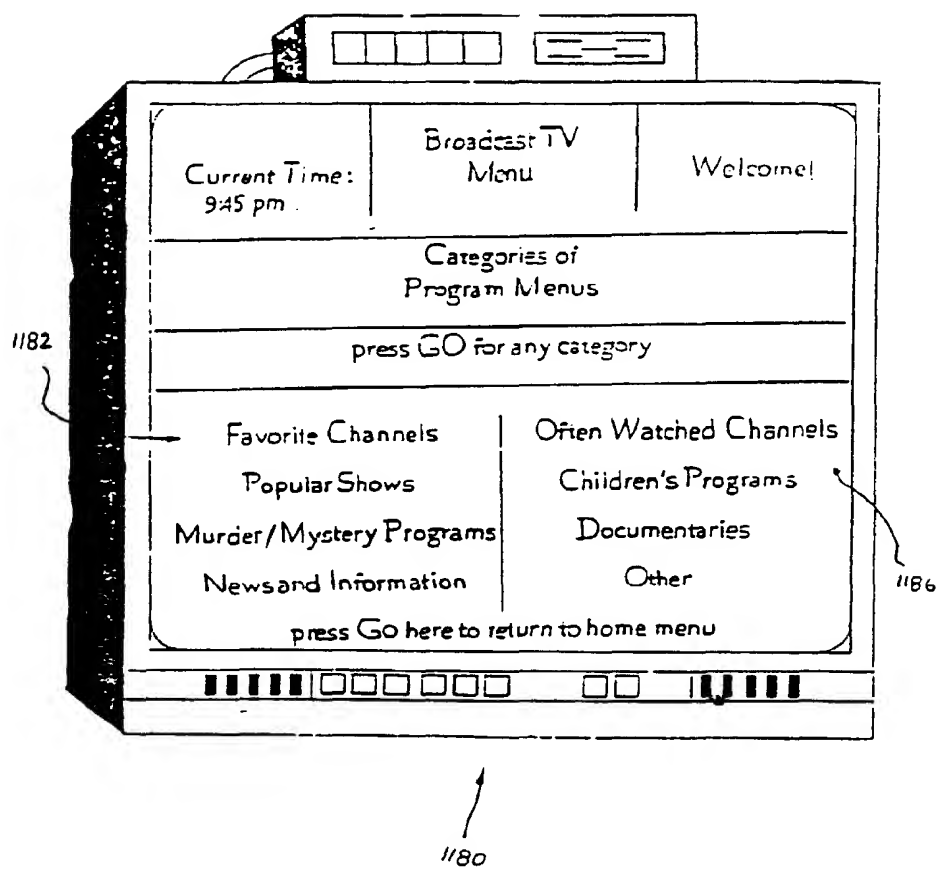 Broadcast TV
Menu
Current Time:
9:45 pm
Welcome!
Categories of
Program Menus
press GO for any category
1182
Favorite Channels
Often Watched Channels
Popular Shows
Children's Programs
Murder/Mystery Programs
Documentaries
News and Information
Other
1186
press Go here to return to home menu
1180